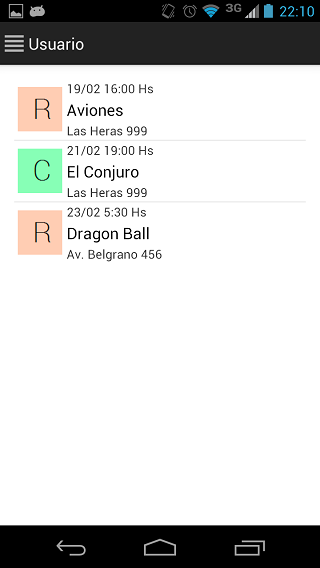 3G 22:10
Usuario
19/02 16:00 Hs
R Aviones
Las Heras 999
21/02 19:00 Hs
C El Conjuro
Las Heras 999
23/02 5:30 Hs
R Dragon Ball
Av. Belgrano 456